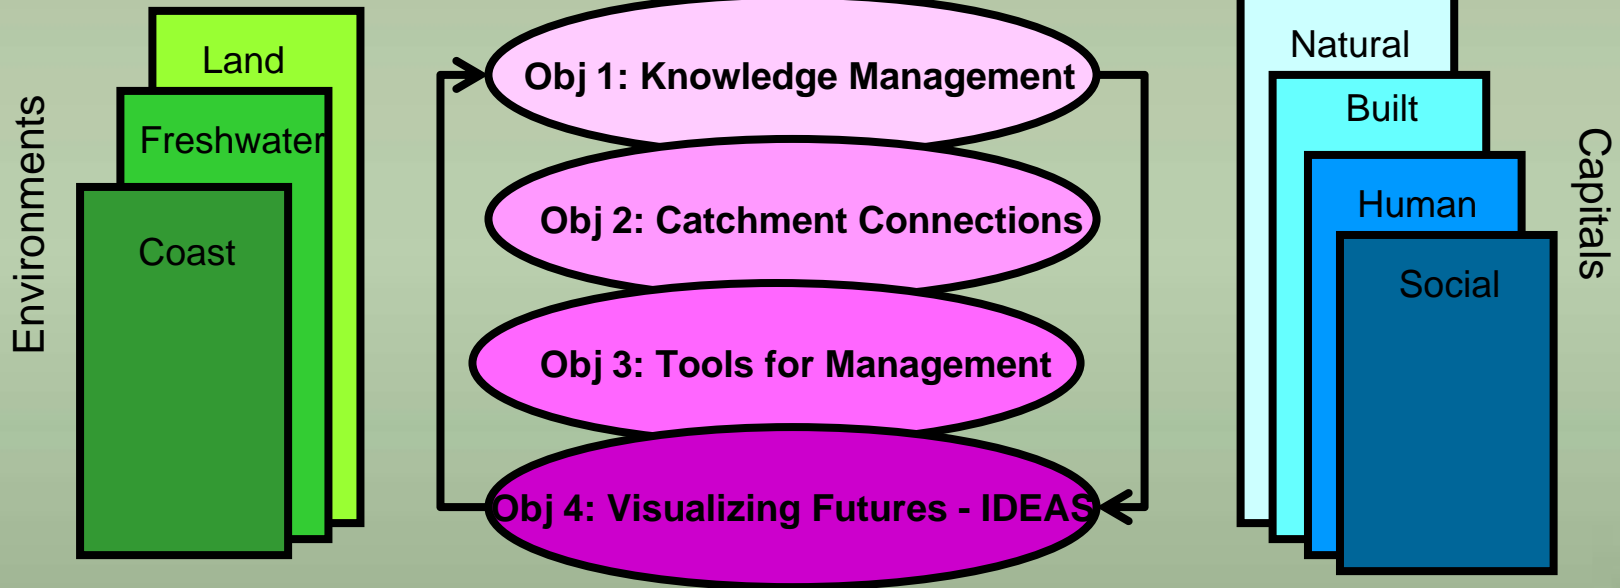 Environments
Land
Freshwater
Coast
Obj 1: Knowledge Management
Obj 2: Catchment Connections
Obj 3: Tools for Management
Obj 4: Visualizing Futures - IDEAS
Natural
Built
Human
Social
Capitals